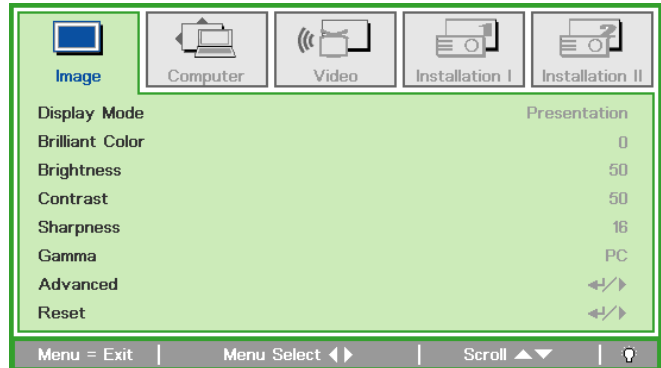 Image Computer Video Installation I Installation II
Display Mode Presentation
Brilliant Color 0
Brightness 50
Contrast 50
Sharpness 16
Gamma PC
Advanced
Reset
Menu = Exit Menu Select Scroll